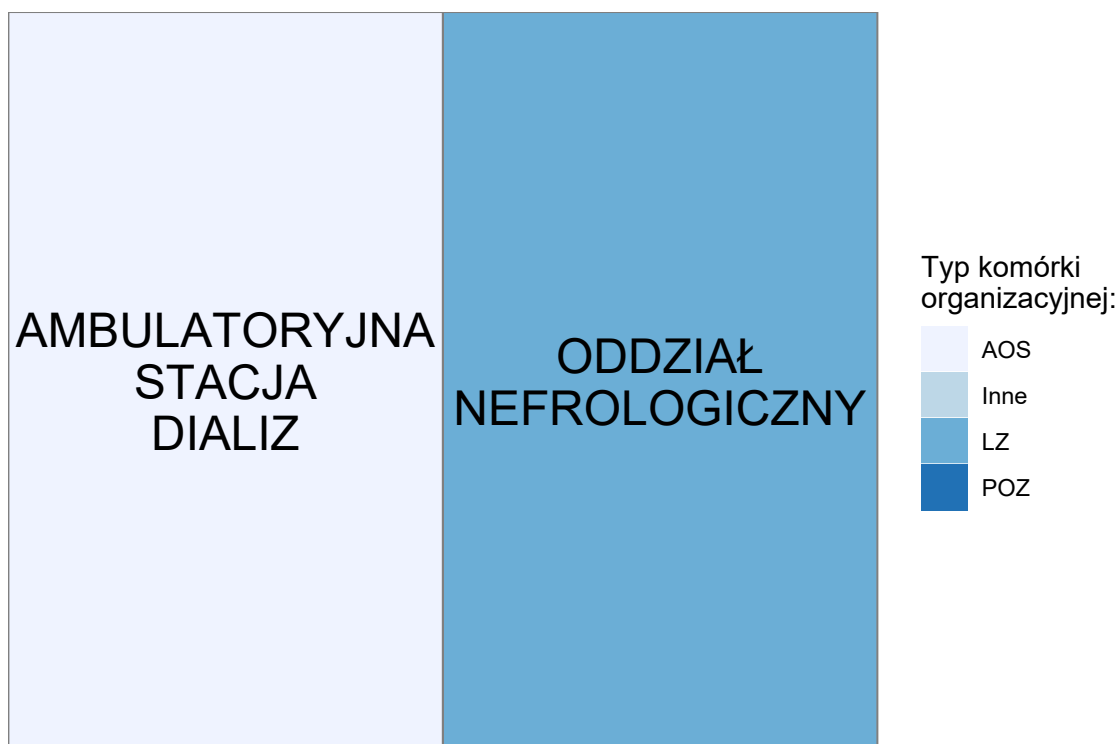 AMBULATORYJNA
STACJA
DIALIZ
ODDZIAŁ
NEFROLOGICZNY
Typ komórki
organizacyjnej:
AOS
Inne
LZ
POZ